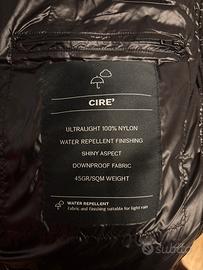 CIRE'
ULTRALIGHT 100% NYLON
WATER REPELLENT FINISHING
SHINY ASPECT
DOWNPROOF FABRIC
45GR/SQM WEIGHT
WATER REPELLENT
Fabric and finishing suitable for light rain
subito